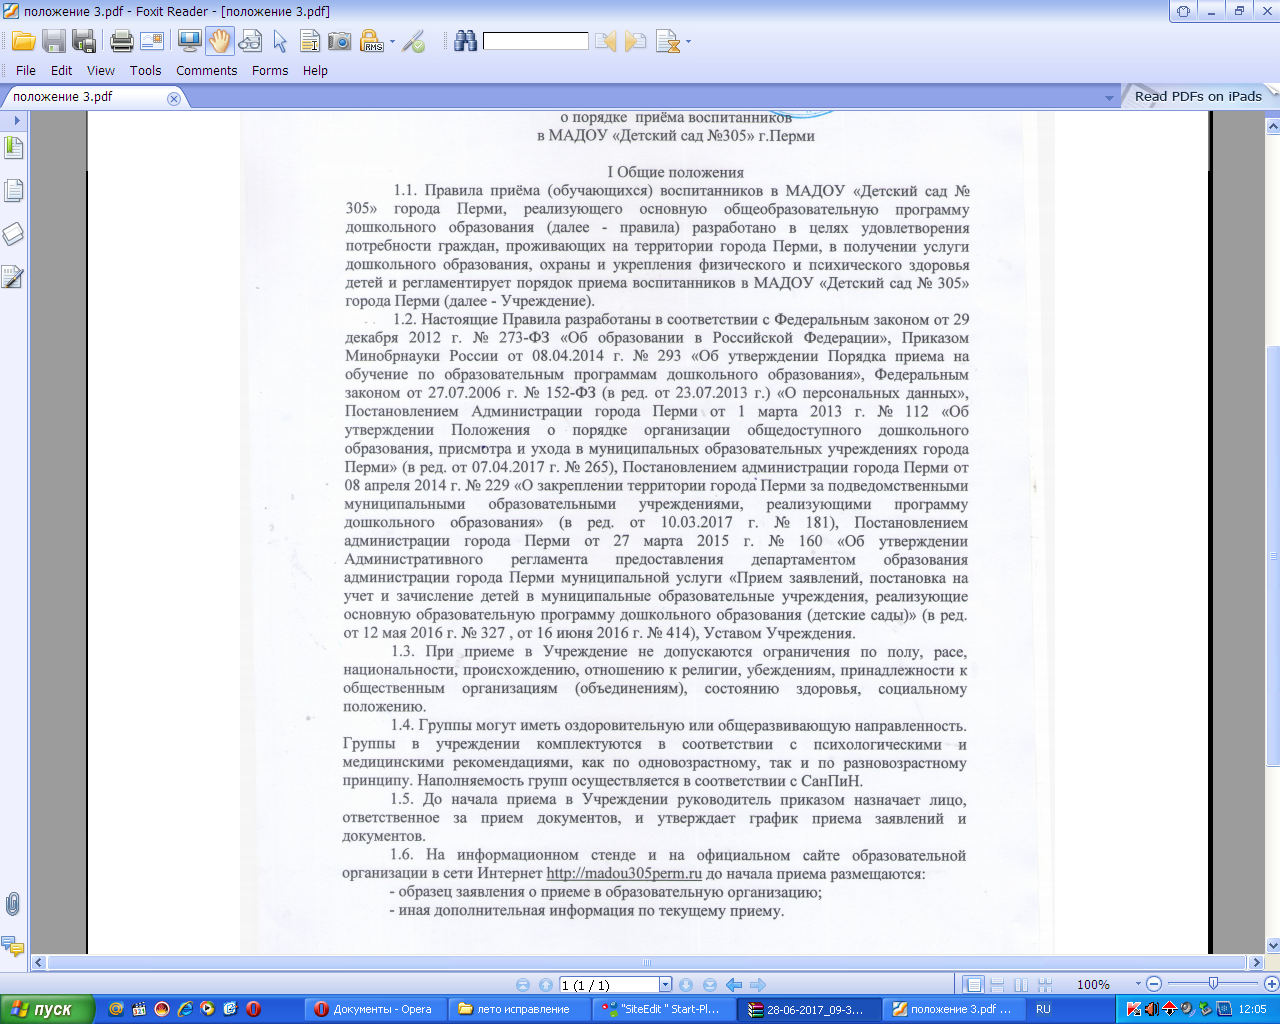 положение 3.pdf - Foxit Reader - [положение 3.pdf]
File Edit View Tools Comments Forms Help
положение 3.pdf
Read PDFs on iPads
о порядке приёма воспитанников
в МАДОУ «Детский сад №305» г.Перми
I Общие положения
1.1. Правила приёма (обучающихся) воспитанников в МАДОУ «Детский сад №
305» города Перми, реализующего основную общеобразовательную программу
дошкольного образования (далее - правила) разработано в целях удовлетворения
потребности граждан, проживающих на территории города Перми, в получении услуги
дошкольного образования, охраны и укрепления физического и психического здоровья
детей и регламентирует порядок приема воспитанников в МАДОУ «Детский сад № 305»
города Перми (далее - Учреждение).
1.2. Настоящие Правила разработаны в соответствии с Федеральным законом от 29
декабря 2012 г. № 273-ФЗ «Об образовании в Российской Федерации», Приказом
Минобрнауки России от 08.04.2014 г. № 293 «Об утверждении Порядка приема на
обучение по образовательным программам дошкольного образования», Федеральным
законом от 27.07.2006 г. № 152-ФЗ (в ред. от 23.07.2013 г.) «О персональных данных»,
Постановлением Администрации города Перми от 1 марта 2013 г. № 112 «Об
утверждении Положения о порядке организации общедоступного дошкольного
образования, присмотра и ухода в муниципальных образовательных учреждениях города
Перми» (в ред. от 07.04.2017 г. № 265), Постановлением администрации города Перми от
08 апреля 2014 г. № 229 «О закреплении территории города Перми за подведомственными
муниципальными образовательными учреждениями, реализующими программу
дошкольного образования» (в ред. от 10.03.2017 г. № 181), Постановлением
администрации города Перми от 27 марта 2015 г. № 160 «Об утверждении
Административного регламента предоставления департаментом образования
администрации города Перми муниципальной услуги «Прием заявлений, постановка на
учет и зачисление детей в муниципальные образовательные учреждения, реализующие
основную образовательную программу дошкольного образования (детские сады)» (в ред.
от 12 мая 2016 г. № 327 , от 16 июня 2016 г. № 414), Уставом Учреждения.
1.3. При приеме в Учреждение не допускаются ограничения по полу, расе,
национальности, происхождению, отношению к религии, убеждениям, принадлежности к
общественным организациям (объединениям), состоянию здоровья, социальному
положению.
1.4. Группы могут иметь оздоровительную или общеразвивающую направленность.
Группы в учреждении комплектуются в соответствии с психологическими и
медицинскими рекомендациями, как по одновозрастному, так и по разновозрастному
принципу. Наполняемость групп осуществляется в соответствии с СанПиН.
1.5. До начала приема в Учреждении руководитель приказом назначает лицо,
ответственное за прием документов, и утверждает график приема заявлений и
документов.
1.6. На информационном стенде и на официальном сайте образовательной
организации в сети Интернет http://madou305perm.ru до начала приема размещаются:
- образец заявления о приеме в образовательную организацию;
- иная дополнительная информация по текущему приему.
1 (1 / 1) 100%
пуск Документы - Opera лето исправление "SiteEdit " Start-Pl... 28-06-2017_09-3... положение 3.pdf ... RU 12:05